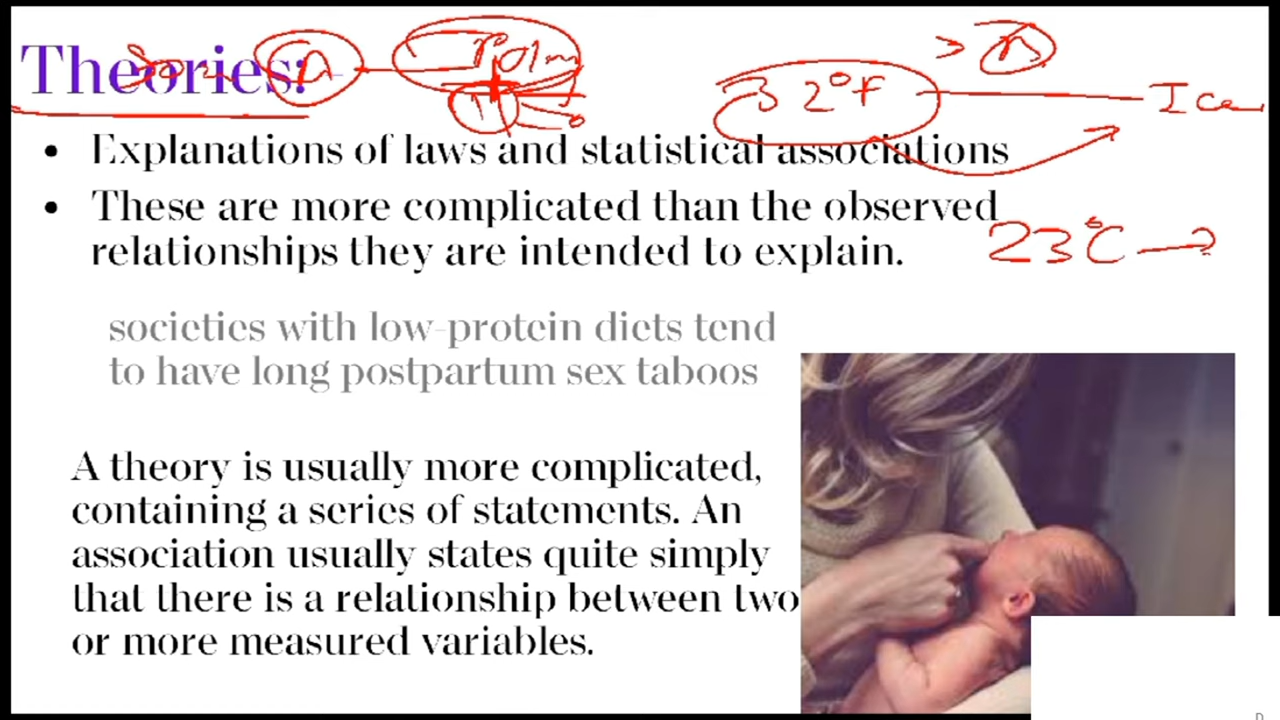 Theories:
32°F
Ice
• Explanations of laws and statistical associations
• These are more complicated than the observed
relationships they are intended to explain.
23°C
societies with low-protein diets tend
to have long postpartum sex taboos
A theory is usually more complicated,
containing a series of statements. An
association usually states quite simply
that there is a relationship between two
or more measured variables.